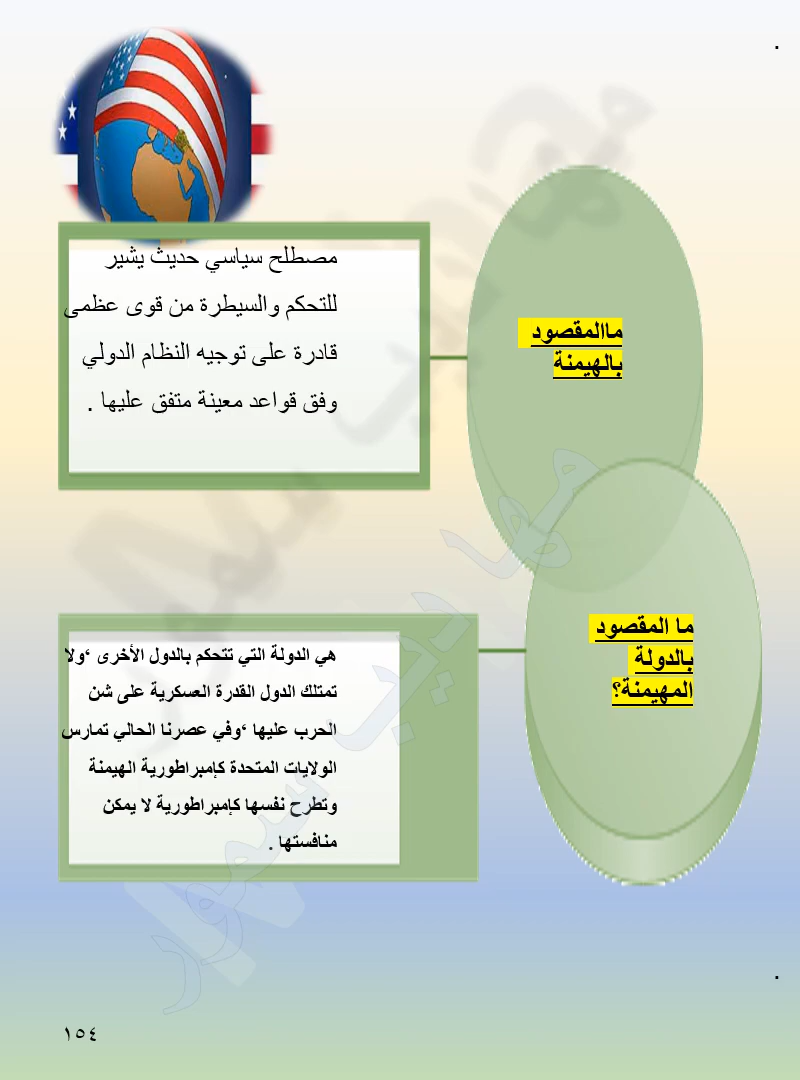 ماالمقصود
بالهيمنة
مصطلح سياسي حديث يشير
للتحكم والسيطرة من قوى عظمى
قادرة على توجيه النظام الدولي
وفق قواعد معينة متفق عليها .
ما المقصود
بالدولة
المهيمنة؟
هي الدولة التي تتحكم بالدول الأخرى ،ولا
تمتلك الدول القدرة العسكرية على شن
الحرب عليها ،وفي عصرنا الحالي تمارس
الولايات المتحدة كإمبراطورية الهيمنة
وتطرح نفسها كإمبراطورية لا يمكن
منافستها .
١٥٤